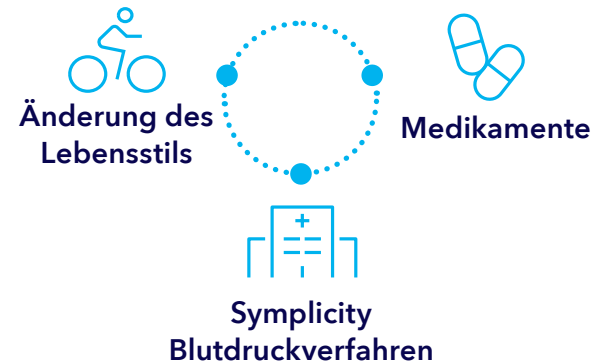 Änderung des
Lebensstils
Medikamente
Symplicity
Blutdruckverfahren